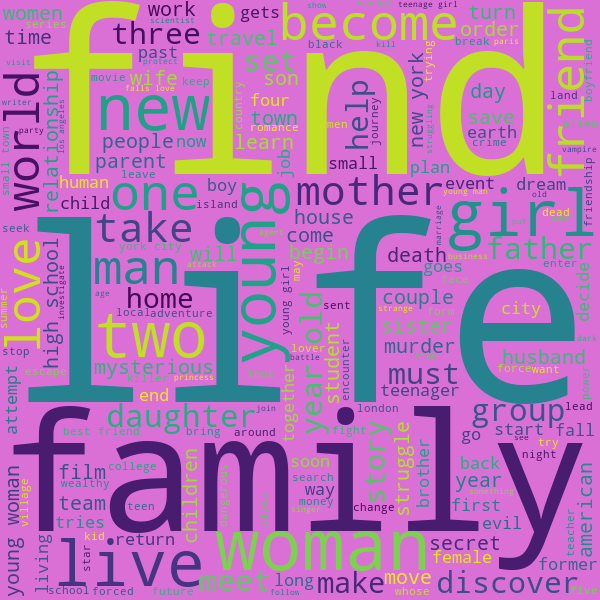 find
life
family
woman
girl
friend
world
love
new
become
young
man
two
one
live
mother
take
daughter
group
discover
father
must
year old
story
help
home
three
work
women
time
gets
turn
order
travel
set
son
wife
past
movie
relationship
people
parent
now
learn
four
town
romance
men
job
new york
journey
small
plan
day
save
earth
crime
black
break
paris
show
kill
scientist
protect
keep
visit
writer
party
los angeles
falls love
teenage girl
trying
boyfriend
land
vampire
friendship
small town
seek
human
child
leave
boy
island
york city
will
house
come
begin
event
dream
death
goes
couple
sister
murder
student
teenager
husband
city
decide
enter
old
dead
young man
business
marriage
struggling
country
high school
summer
stop
investigate
age
local
adventure
mysterious
killer
princess
end
attempt
lover
battle
encounter
sent
may
young girl
strange
force
want
power
dark
together
join
london
fight
lead
start
fall
go
try
see
night
back
year
first
evil
former
american
teacher
best friend
bring
around
film
wealthy
college
team
teen
tries
kid
return
star
school
forced
future
village
young woman
living
children
soon
search
way
money
change
struggle
brother
secret
female
meet
long
make
move
whose
follow
something